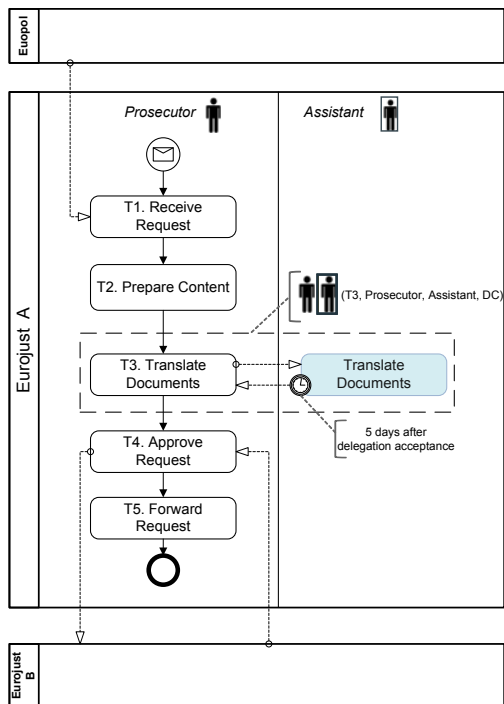 Euopol
Prosecutor
Assistant
T1. Receive
Request
T2. Prepare Content
(T3, Prosecutor, Assistant, DC)
T3. Translate
Documents
Translate
Documents
5 days after
delegation acceptance
T4. Approve
Request
T5. Forward
Request
Eurojust A
Eurojust
B